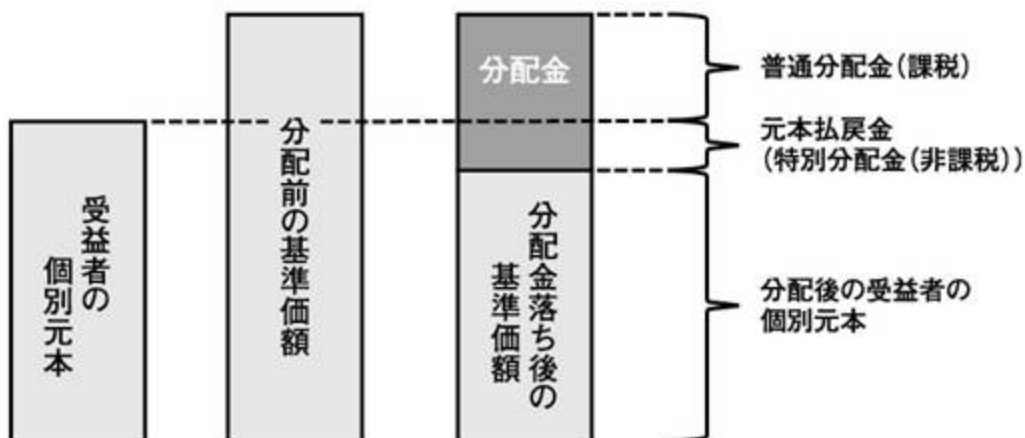 受益者の
個別元本
分配前の基準価額
分配金
分配金落ち後の
基準価額
普通分配金(課税)
元本払戻金
(特別分配金(非課税))
分配後の受益者の
個別元本